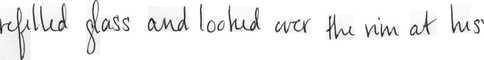 refilled glass and looked over the rim at his